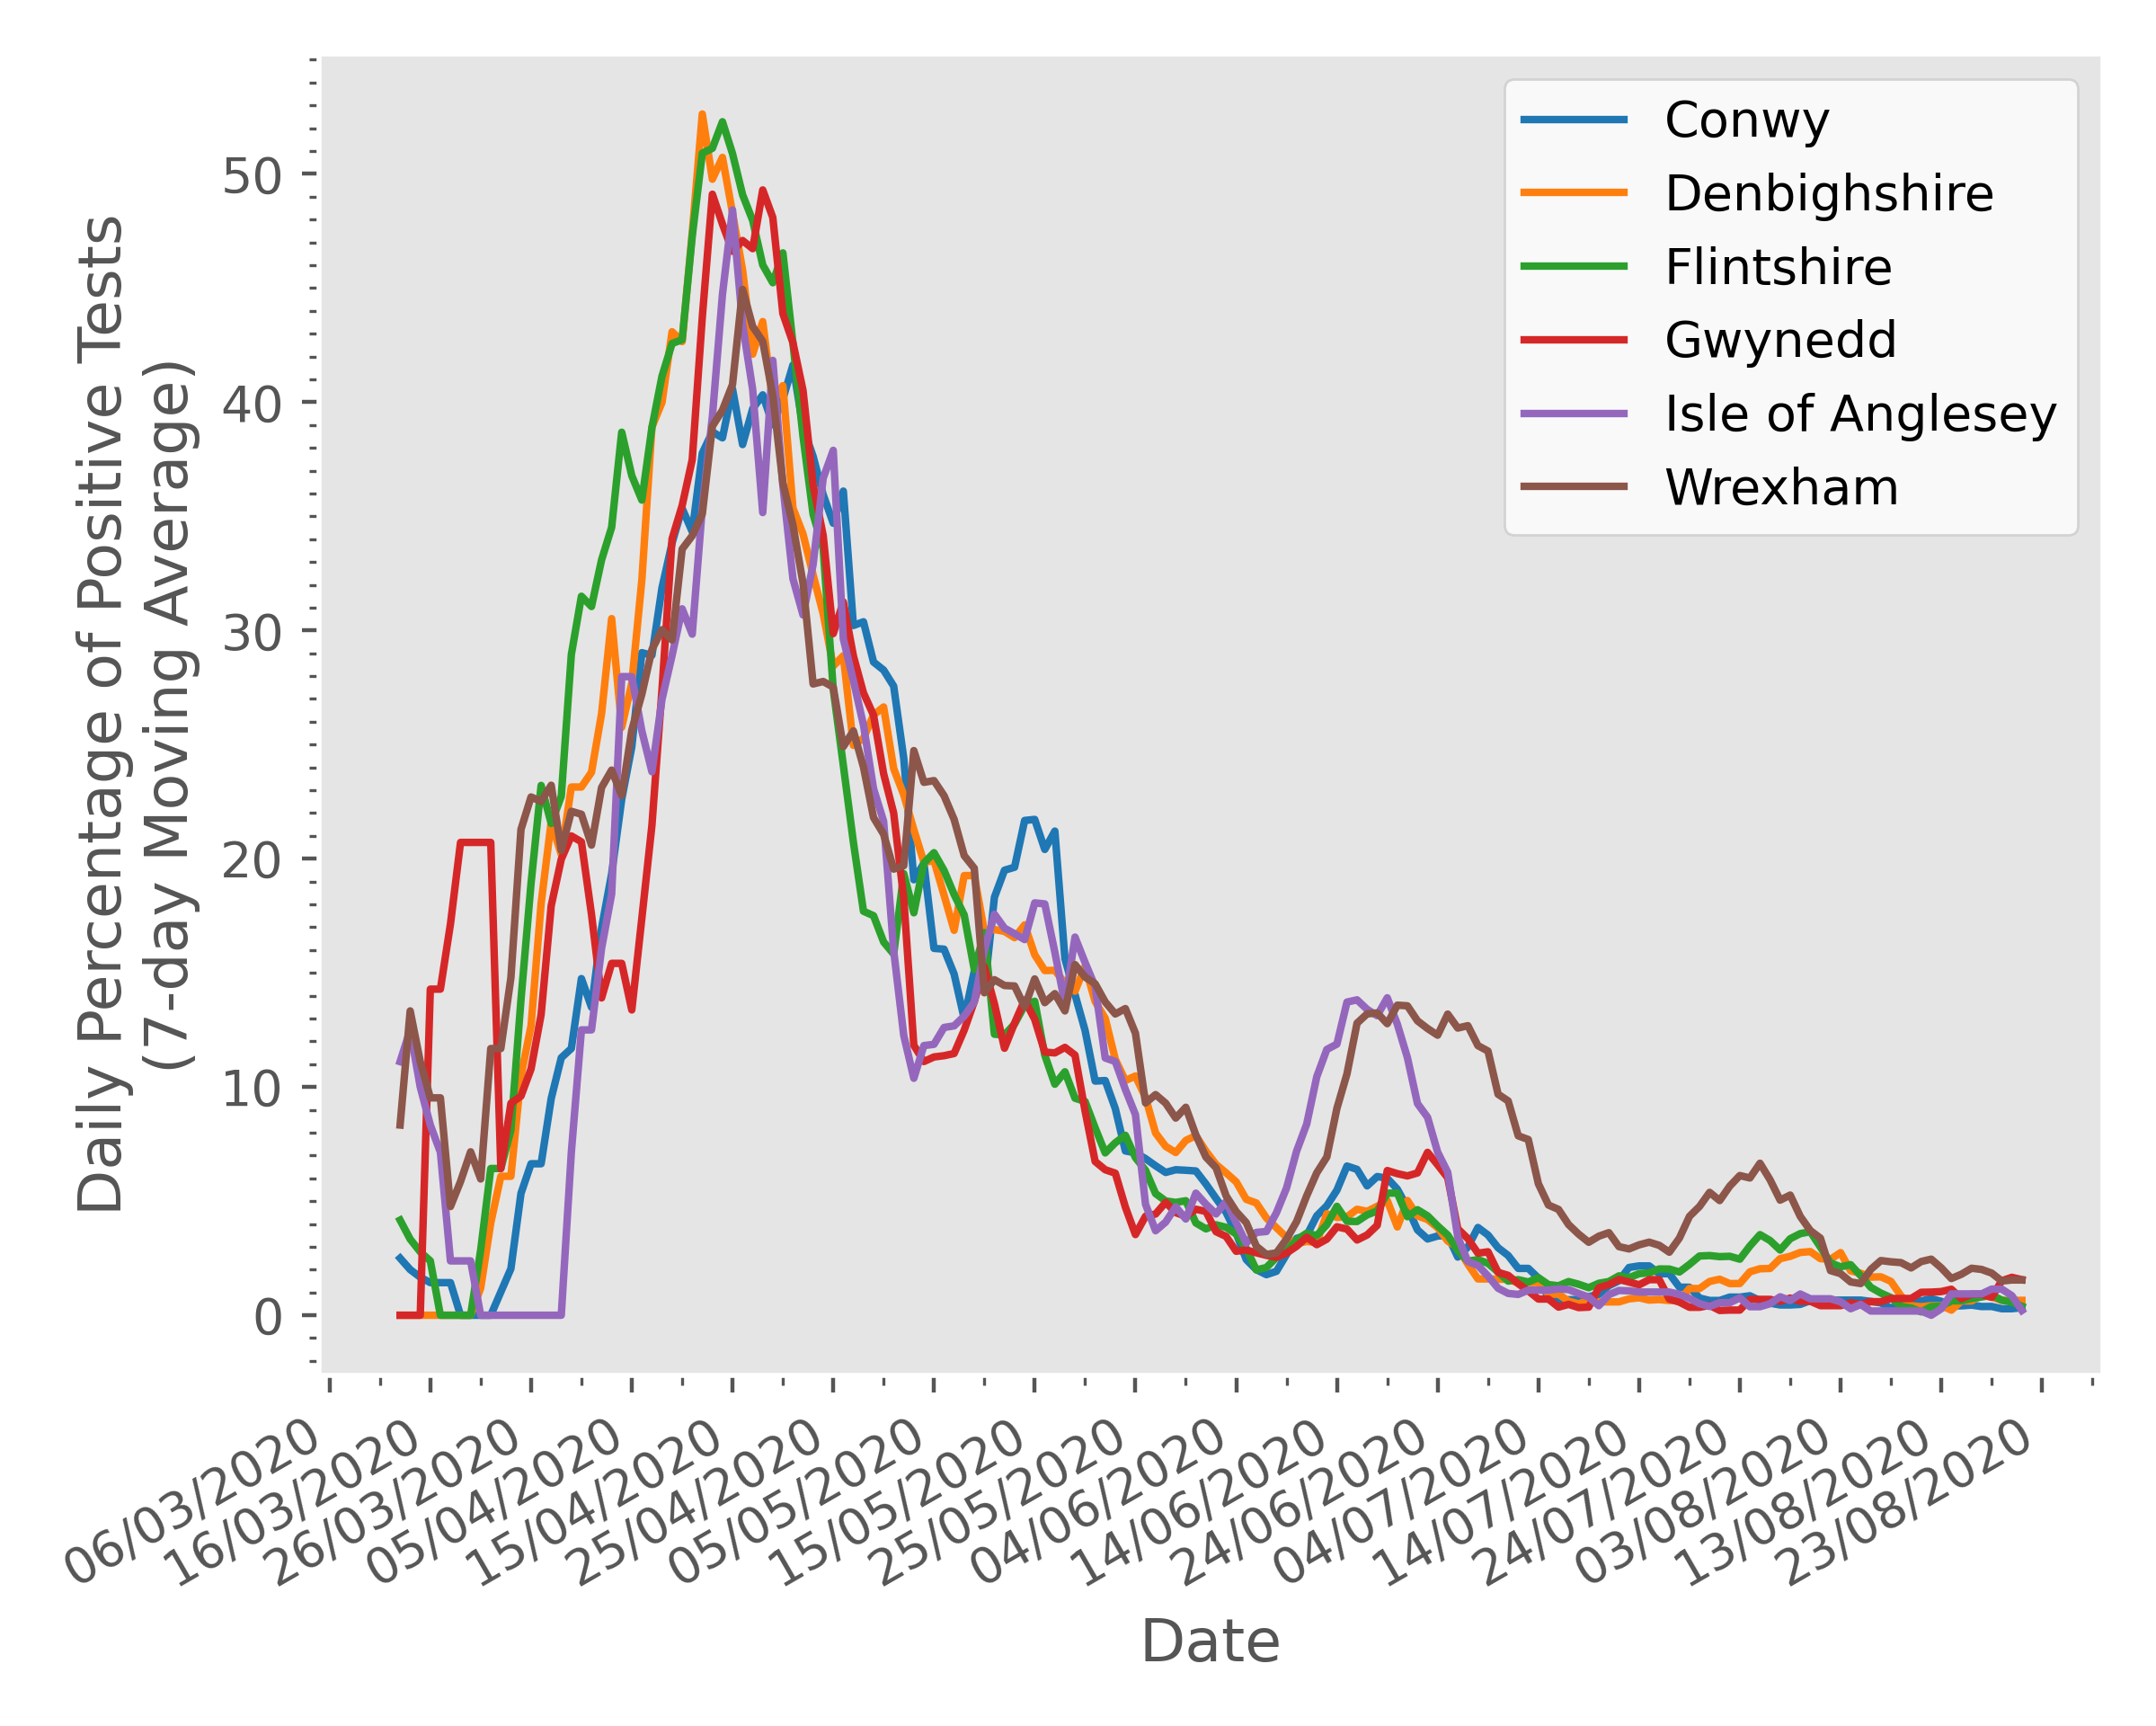 Daily Percentage of Positive Tests
(7-day Moving Average)
50
40
30
20
10
0
Conwy
Denbighshire
Flintshire
Gwynedd
Isle of Anglesey
Wrexham
06/03/2020
16/03/2020
26/03/2020
05/04/2020
15/04/2020
25/04/2020
05/05/2020
15/05/2020
25/05/2020
04/06/2020
14/06/2020
24/06/2020
04/07/2020
14/07/2020
24/07/2020
03/08/2020
13/08/2020
23/08/2020
Date